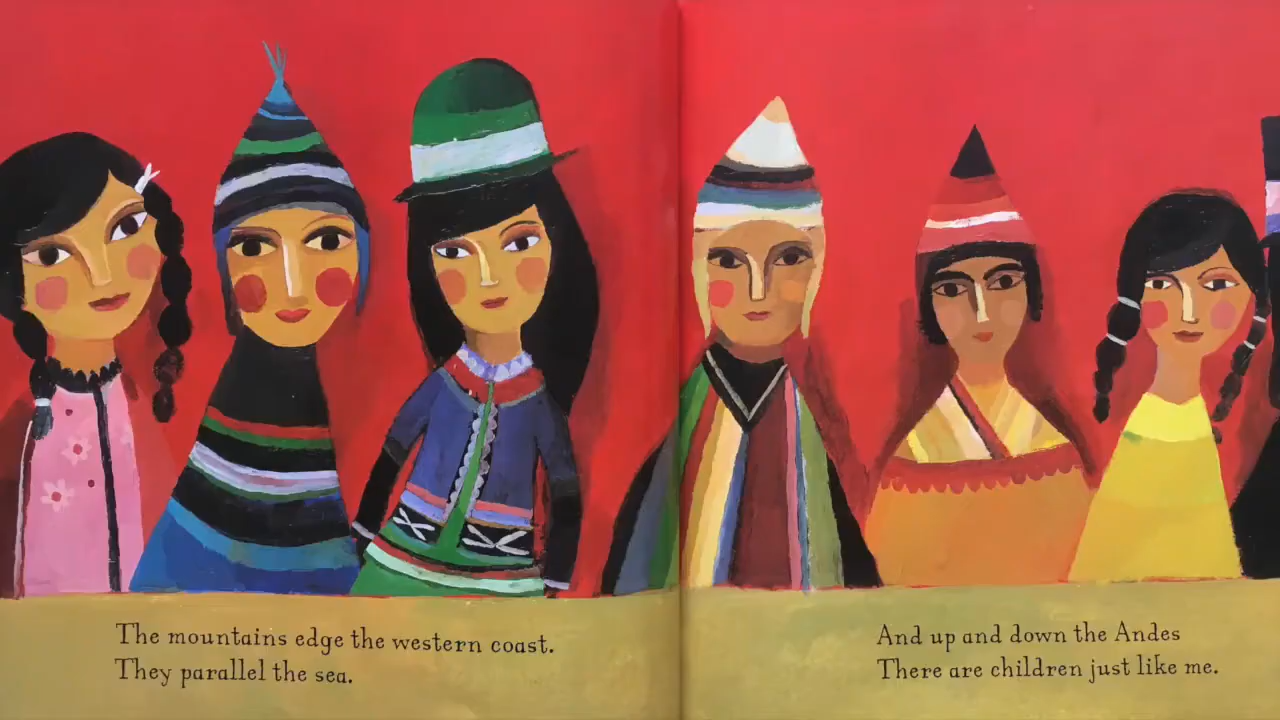 The mountains edge the western coast.
They parallel the sea.
And up and down the Andes
There are children just like me.